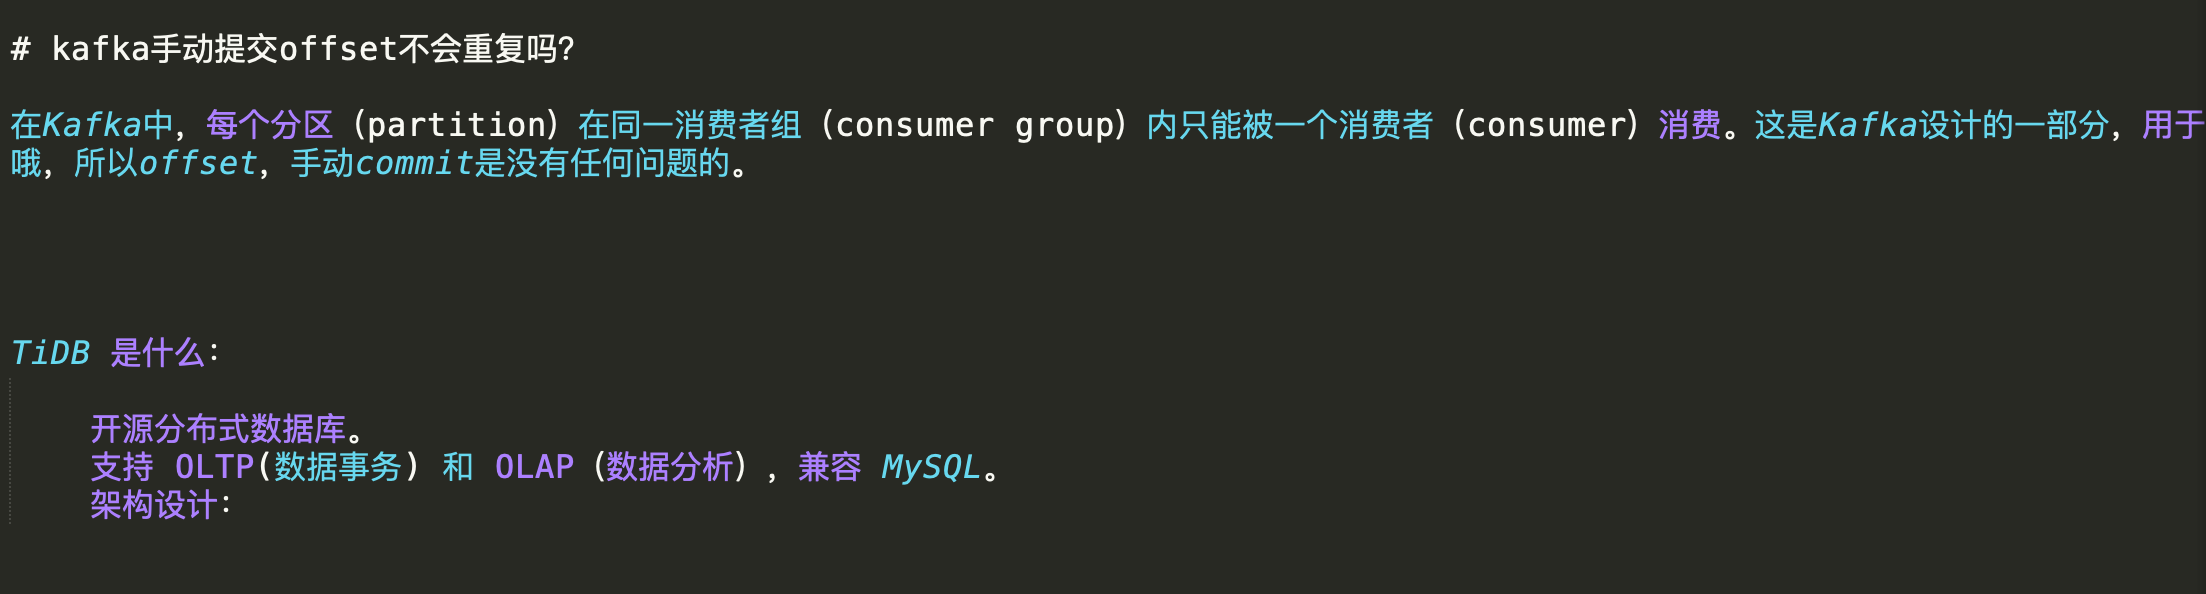 # kafka手动提交offset不会重复吗？
在Kafka中，每个分区（partition）在同一消费者组（consumer group）内只能被一个消费者（consumer）消费。这是Kafka设计的一部分，用于
哦，所以offset，手动commit是没有任何问题的。
TiDB 是什么：
开源分布式数据库。
支持 OLTP(数据事务) 和 OLAP（数据分析），兼容 MySQL。
架构设计：